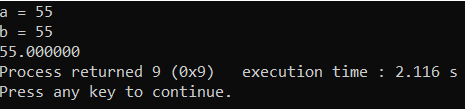 a = 55
b = 55
55.000000
Process returned 9 (0x9)   execution time : 2.116 s
Press any key to continue.